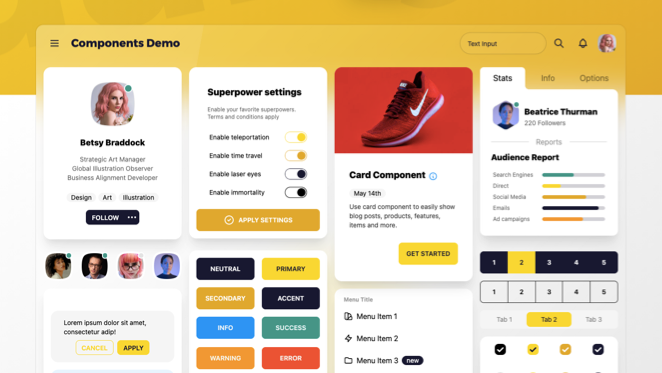 Components Demo
Text Input
Betsy Braddock
Strategic Art Manager
Global Illustration Observer
Business Alignment Developer
Design
Art
Illustration
FOLLOW
Lorem ipsum dolor sit amet,
consectetur adip!
CANCEL
APPLY
Superpower settings
Enable your favorite superpowers.
Terms and conditions apply
Enable teleportation
Enable time travel
Enable laser eyes
Enable immortality
APPLY SETTINGS
NEUTRAL
PRIMARY
SECONDARY
ACCENT
INFO
SUCCESS
WARNING
ERROR
Card Component
May 14th
Use card component to easily show
blog posts, products, features,
items and more.
GET STARTED
Menu Title
Menu Item 1
Menu Item 2
Menu Item 3 new
Stats
Info
Options
Beatrice Thurman
220 Followers
Reports
Audience Report
Search Engines
Direct
Social Media
Emails
Ad campaigns
1 2 3 4 5
1 2 3 4 5
Tab 1
Tab 2
Tab 3